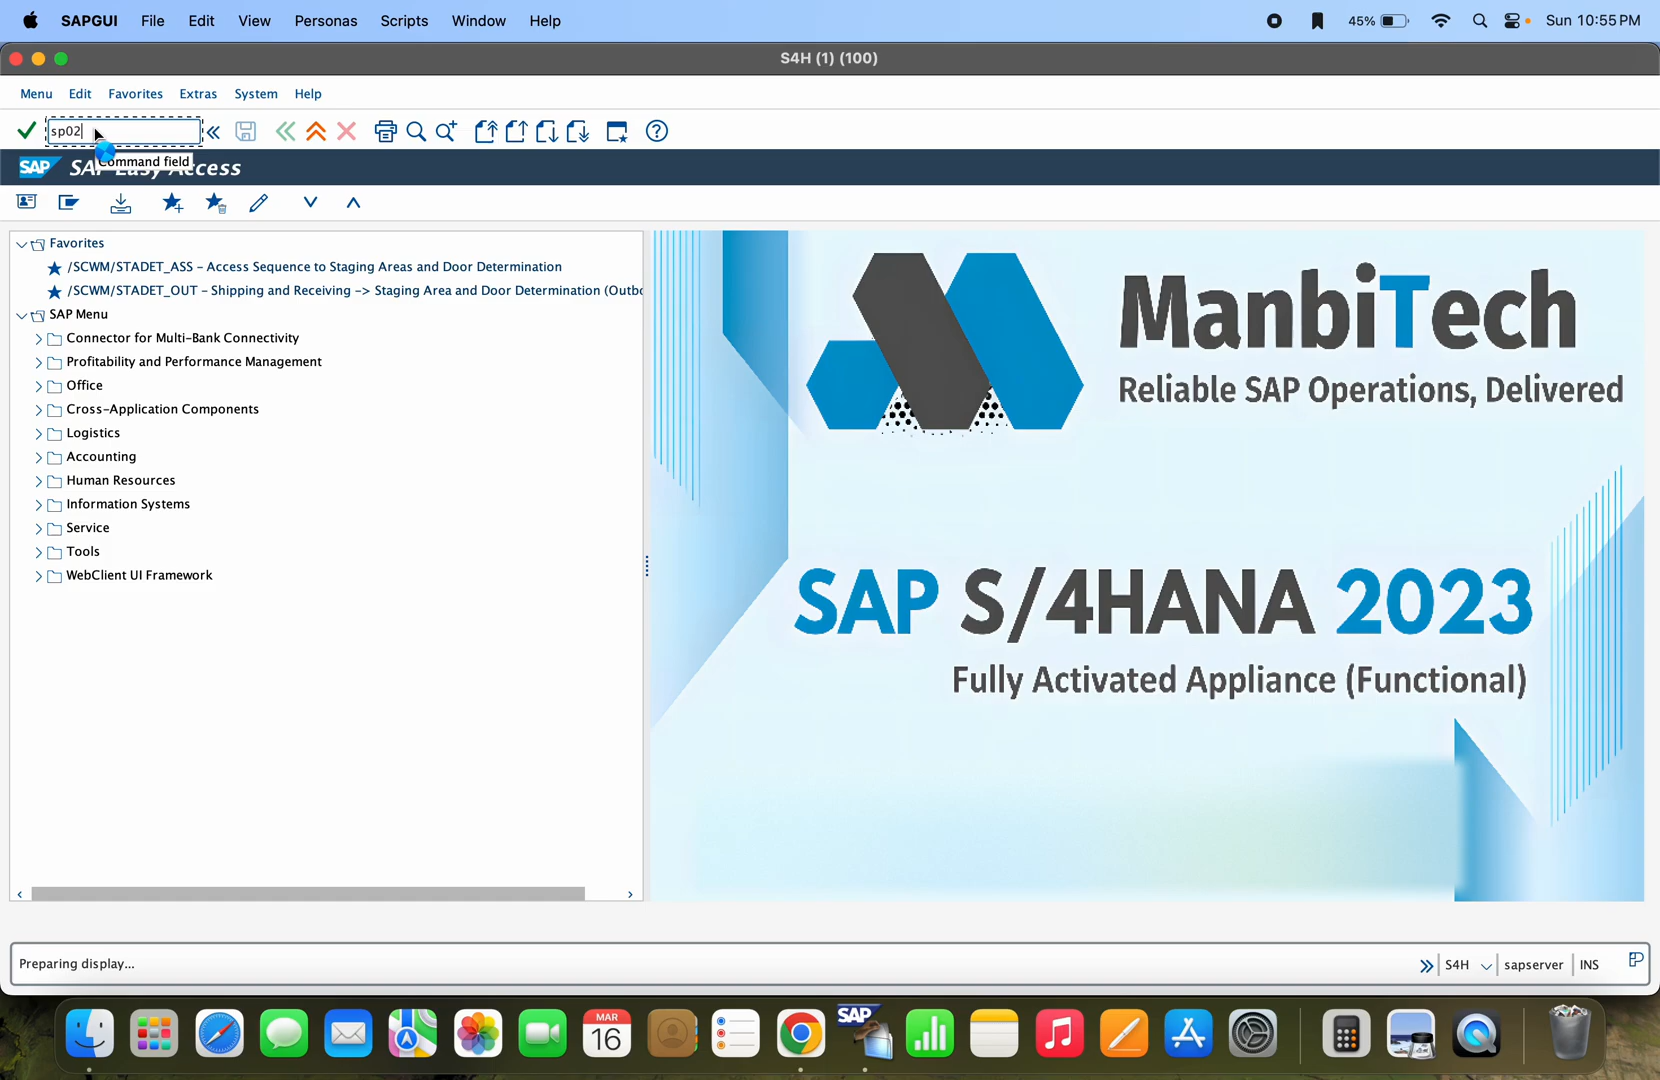 SAPGUI File Edit View Personas Scripts Window Help 45% Sun 10:55 PM
S4H (1) (100)
Menu Edit Favorites Extras System Help
sp02
Command field
SAP SAP Easy Access
Favorites
/SCWM/STADET_ASS - Access Sequence to Staging Areas and Door Determination
/SCWM/STADET_OUT - Shipping and Receiving -> Staging Area and Door Determination (Outbo
SAP Menu
Connector for Multi-Bank Connectivity
Profitability and Performance Management
Office
Cross-Application Components
Logistics
Accounting
Human Resources
Information Systems
Service
Tools
WebClient UI Framework
ManbiTech
Reliable SAP Operations, Delivered
SAP S/4HANA 2023
Fully Activated Appliance (Functional)
Preparing display... S4H sapserver INS
MAR
16
SAP